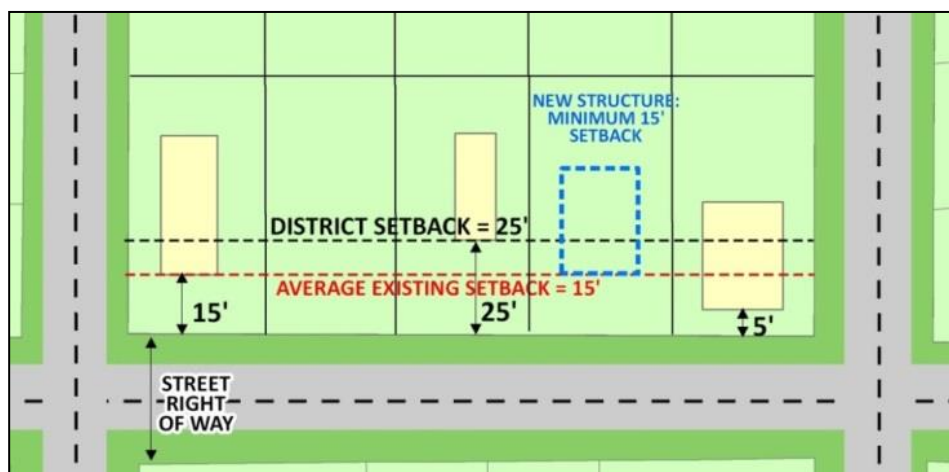 NEW STRUCTURE:
MINIMUM 15'
SETBACK
DISTRICT SETBACK = 25'
AVERAGE EXISTING SETBACK = 15'
15'
25'
5'
STREET
RIGHT
OF WAY